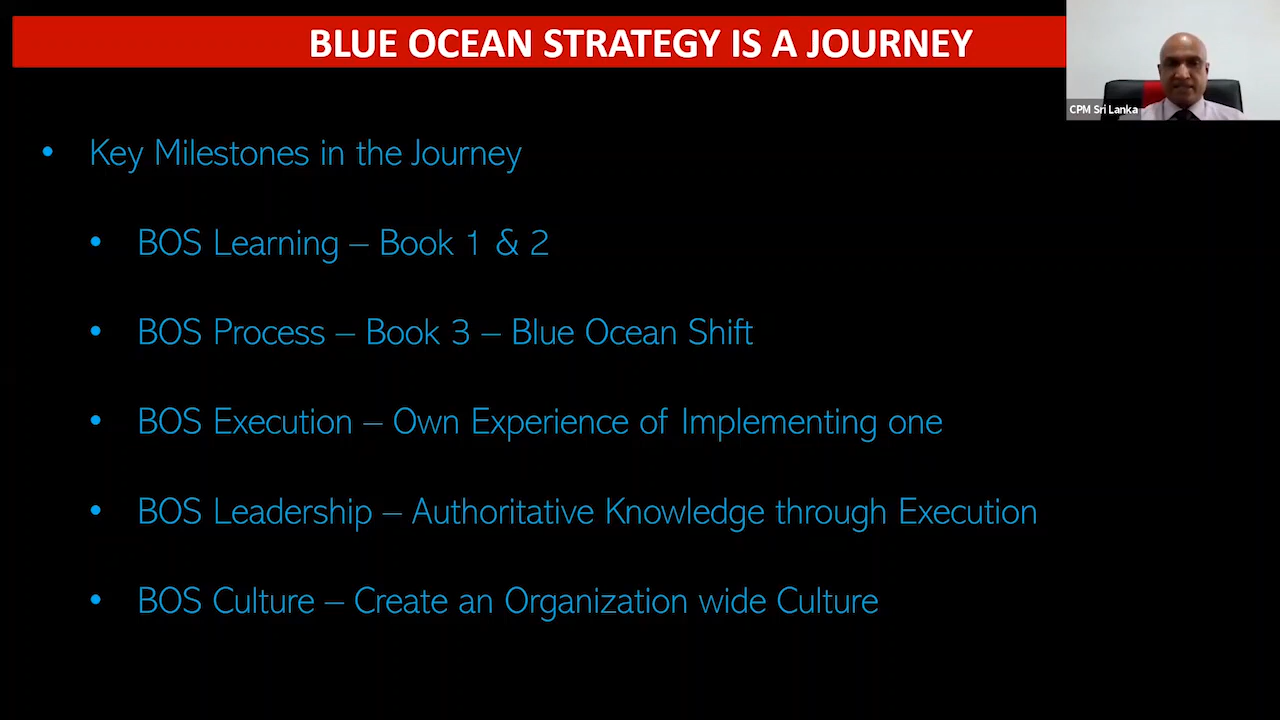 BLUE OCEAN STRATEGY IS A JOURNEY
CPM Sri Lanka
• Key Milestones in the Journey
• BOS Learning – Book 1 & 2
• BOS Process – Book 3 – Blue Ocean Shift
• BOS Execution – Own Experience of Implementing one
• BOS Leadership – Authoritative Knowledge through Execution
• BOS Culture – Create an Organization wide Culture